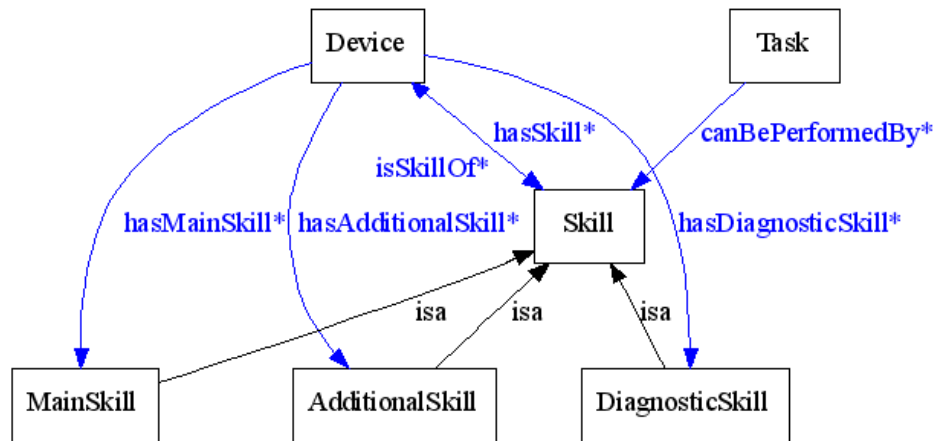 Device
Task
hasSkill*
canBePerformedBy*
isSkillOf*
hasMainSkill*
hasAdditionalSkill*
Skill
hasDiagnosticSkill*
isa
isa
isa
MainSkill
AdditionalSkill
DiagnosticSkill